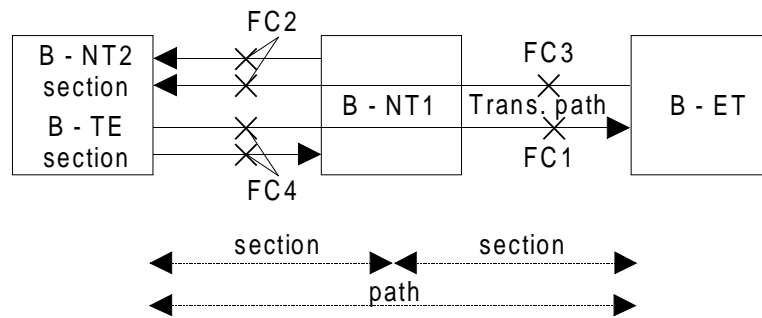 FC2
B - NT2
section
B - TE
section
FC4
B - NT1
FC3
Trans. path
FC1
B - ET
section
section
path